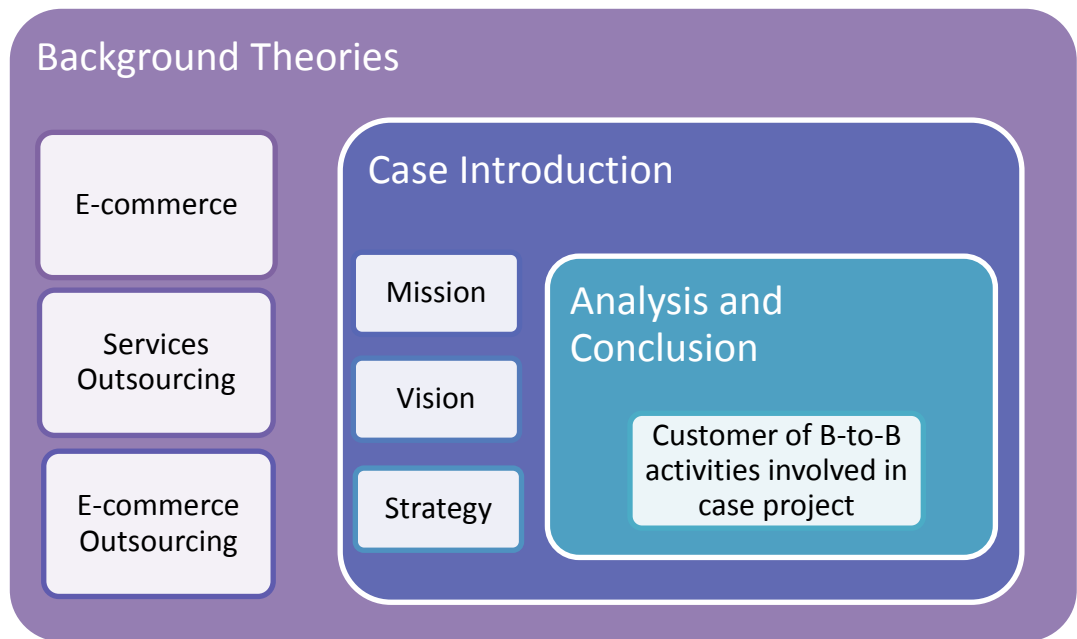 Background Theories
E-commerce
Services
Outsourcing
E-commerce
Outsourcing
Case Introduction
Mission
Vision
Strategy
Analysis and
Conclusion
Customer of B-to-B
activities involved in
case project